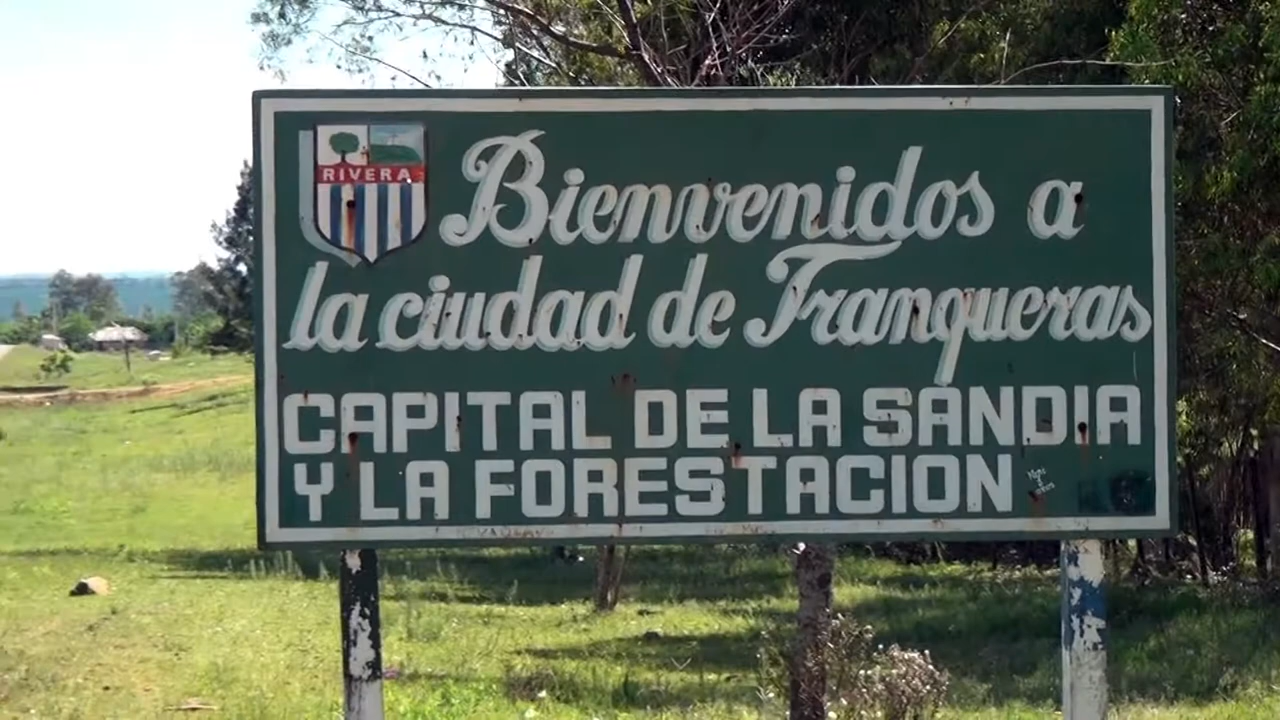 RIVERA
Bienvenidos a
la ciudad de Tranqueras
CAPITAL DE LA SANDIA
Y LA FORESTACION